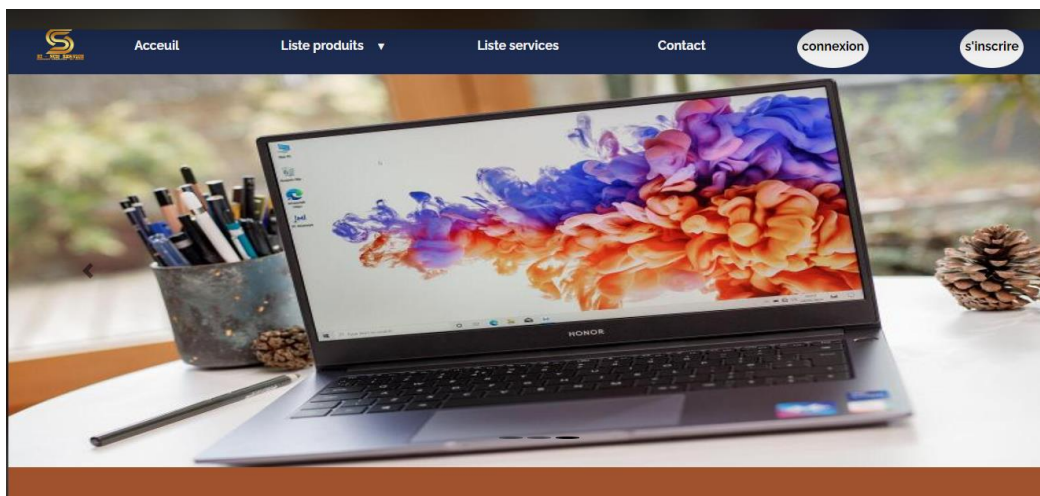 Acceuil
Liste produits ▼
Liste services
Contact
connexion
s'inscrire
HONOR